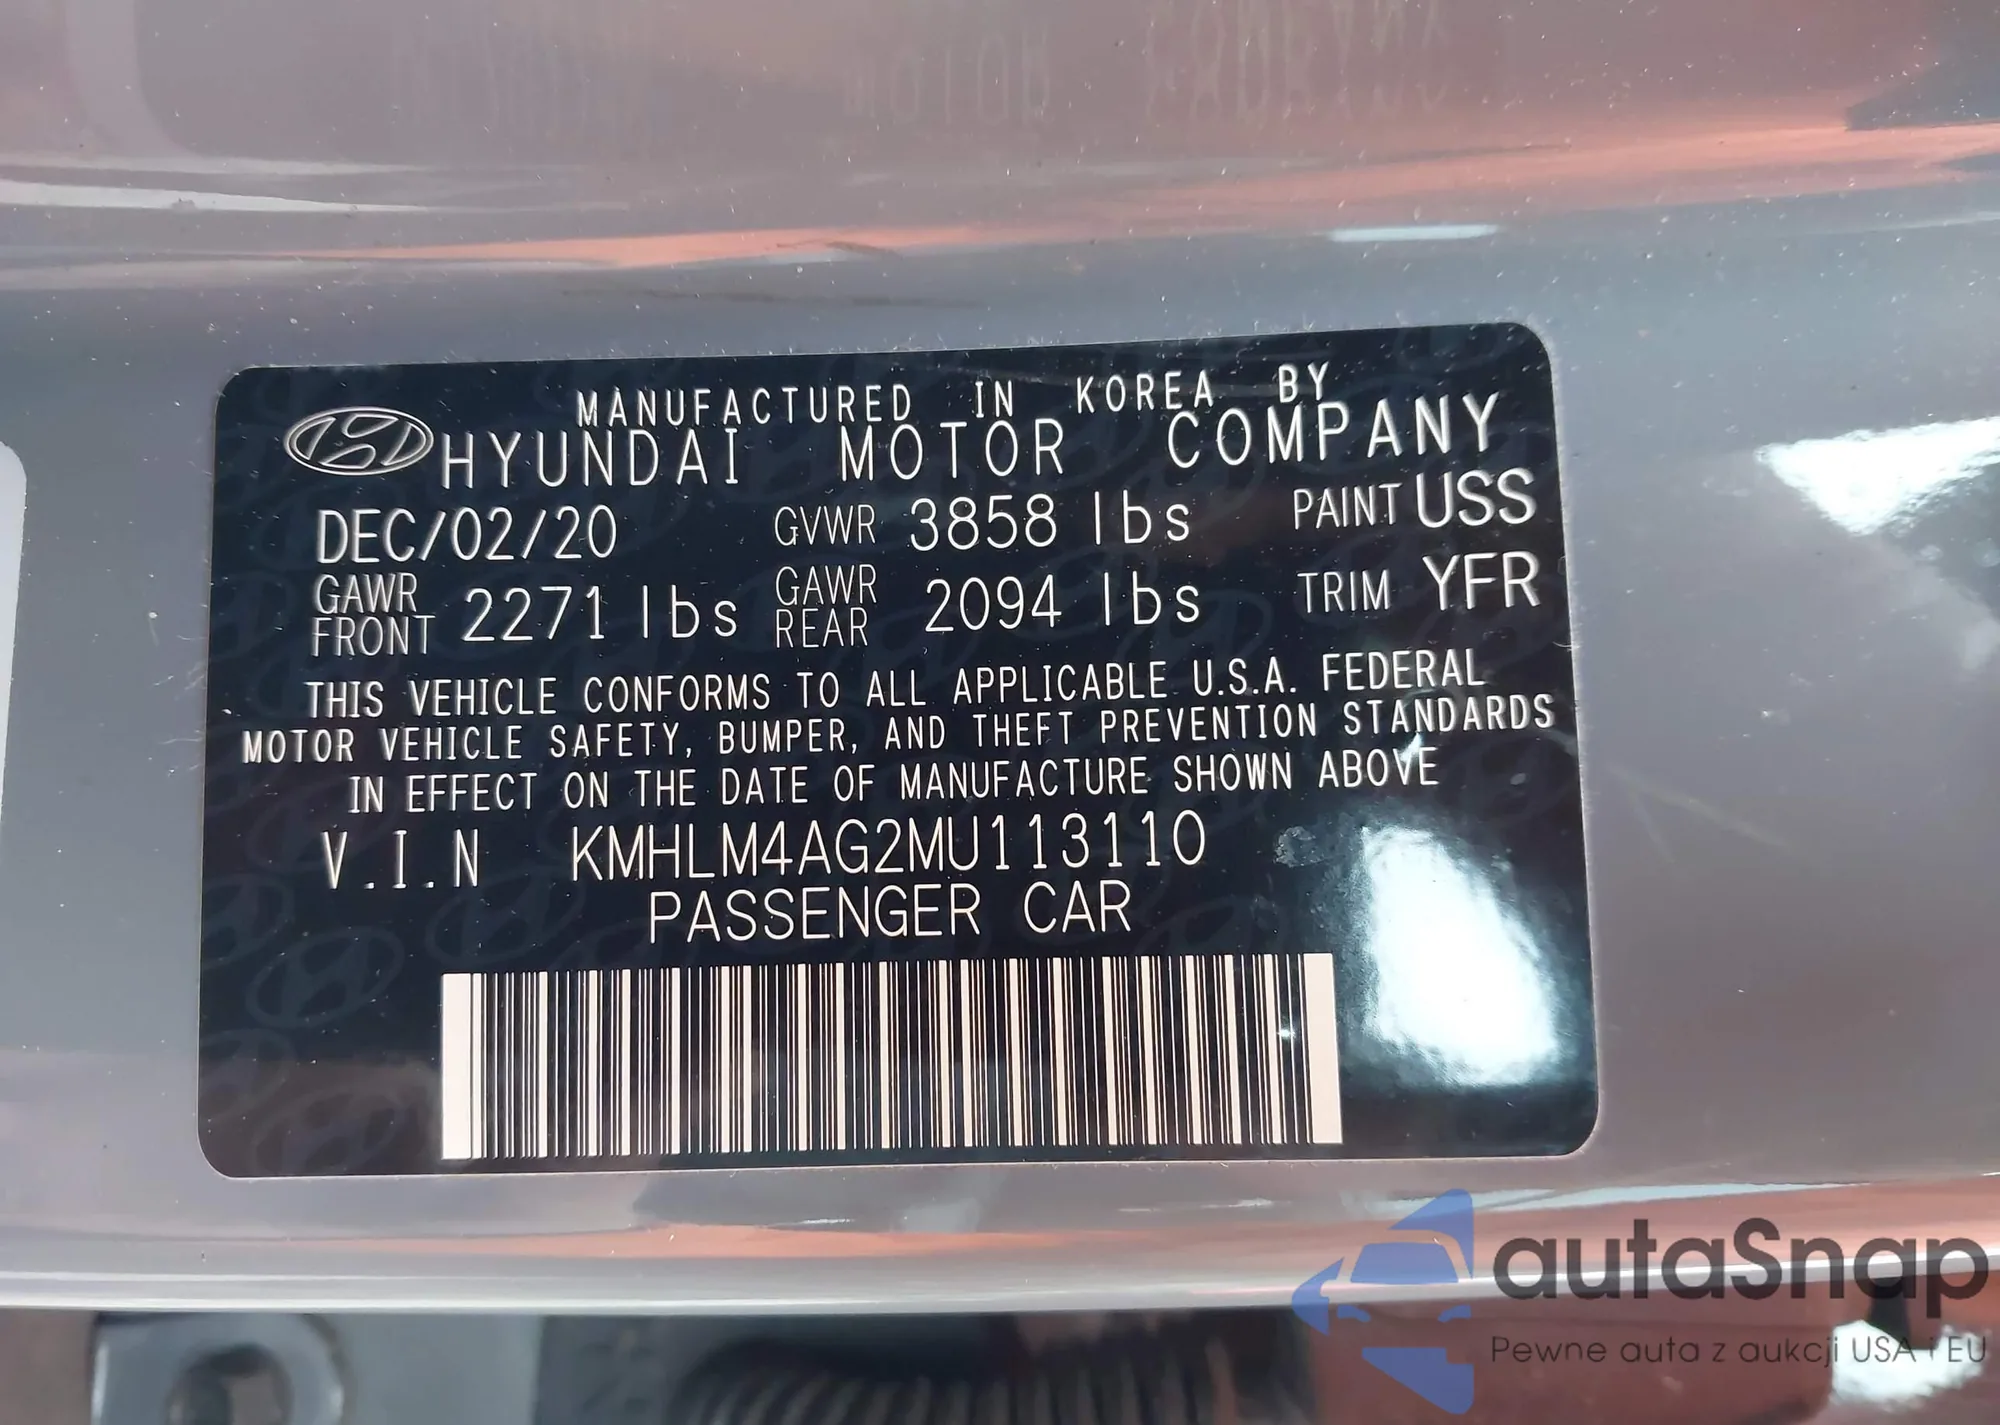 MANUFACTURED IN KOREA BY
HYUNDAI MOTOR COMPANY
DEC/02/20 GVWR 3858 lbs PAINT USS
GAWR FRONT 2271 lbs GAWR REAR 2094 lbs TRIM YFR
THIS VEHICLE CONFORMS TO ALL APPLICABLE U.S.A. FEDERAL
MOTOR VEHICLE SAFETY, BUMPER, AND THEFT PREVENTION STANDARDS
IN EFFECT ON THE DATE OF MANUFACTURE SHOWN ABOVE
V.I.N KMHLM4AG2MU113110
PASSENGER CAR
autaSnap
Pewne auta z aukcji USA i EU